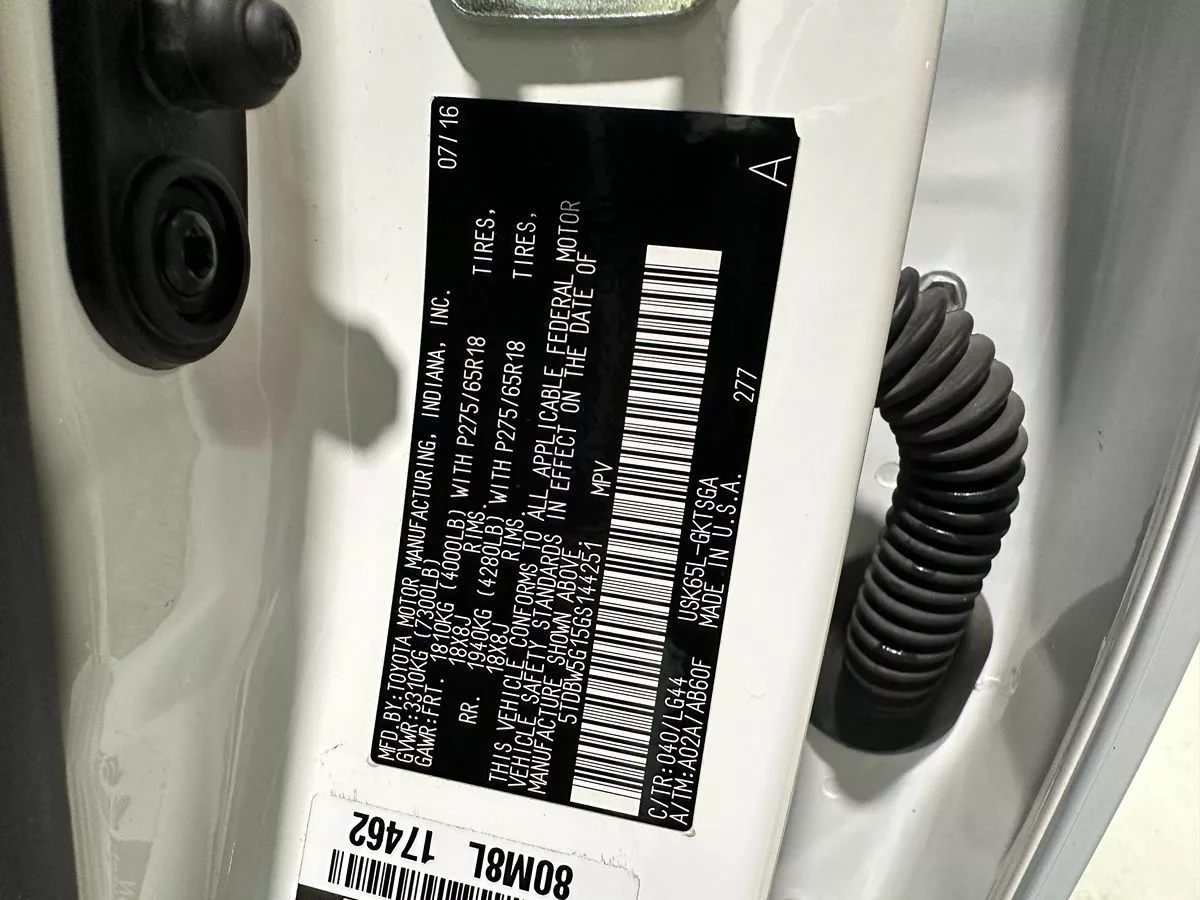 MFD.BY:TOYOTA MOTOR MANUFACTURING, INDIANA, INC. 07/16
GVWR:3310KG (7300LB)
GAWR:FRT. 1810KG (4000LB) WITH P275/65R18 TIRES,
18X8J RIMS.
RR. 1940KG (4280LB) WITH P275/65R18 TIRES,
18X8J RIMS
THIS VEHICLE CONFORMS TO ALL APPLICABLE FEDERAL MOTOR
VEHICLE SAFETY STANDARDS IN EFFECT ON THE DATE OF
MANUFACTURE SHOWN ABOVE.
5TDBW5G15GS144251 MPV
C/TR:040/LG44 USK65L-GKTSGA 277 A
A/TM:A02A/AB60F MADE IN U.S.A.
80M8L 17462